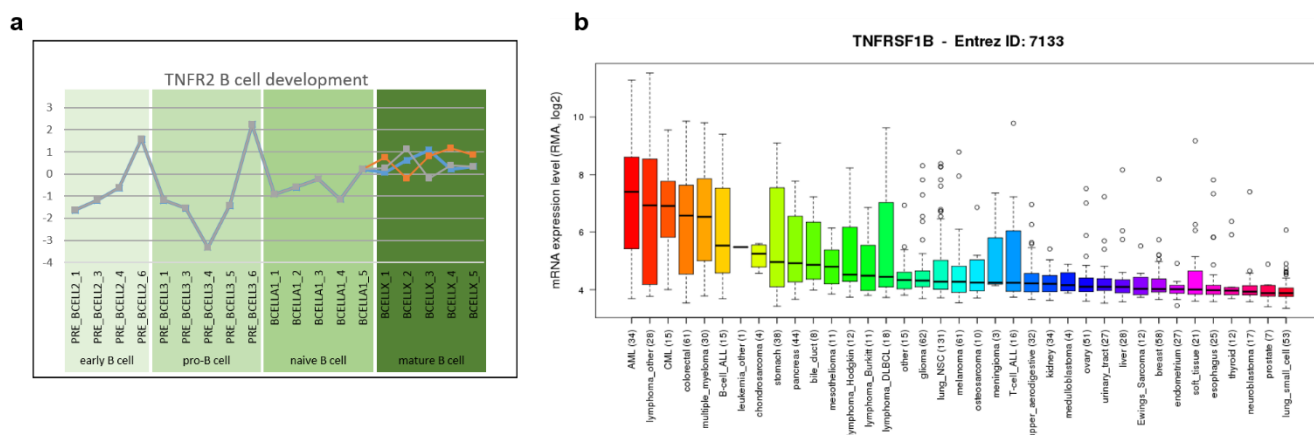 a
TNFR2 B cell development
3
2
1
0
-1
-2
-3
-4
PRE_BCELL2_1
PRE_BCELL2_3
PRE_BCELL2_4
PRE_BCELL2_6
PRE_BCELL3_1
PRE_BCELL3_3
PRE_BCELL3_4
PRE_BCELL3_5
PRE_BCELL3_6
BCELLA1_1
BCELLA1_2
BCELLA1_3
BCELLA1_4
BCELLA1_5
BCELLX_1
BCELLX_2
BCELLX_3
BCELLX_4
BCELLX_5
early B cell
pro-B cell
naive B cell
mature B cell
b
TNFRSF1B - Entrez ID: 7133
mRNA expression level (RMA, log2)
10
8
6
4
AML (34)
lymphoma_other (28)
CML (15)
colorectal (61)
multiple_myeloma (30)
B-cell_ALL (15)
leukemia_other (1)
chondrosarcoma (4)
stomach (38)
pancreas (44)
bile_duct (8)
mesothelioma (11)
lymphoma_Hodgkin (12)
lymphoma_Burkitt (11)
lymphoma_DLBCL (18)
other (15)
glioma (62)
lung_NSC (131)
melanoma (61)
osteosarcoma (10)
meningioma (3)
T-cell_ALL (16)
upper_aerodigestive (32)
kidney (34)
medulloblastoma (4)
ovary (51)
urinary_tract (27)
liver (28)
Ewings_Sarcoma (12)
breast (58)
endometrium (27)
soft_tissue (21)
esophagus (25)
thyroid (12)
neuroblastoma (17)
prostate (7)
lung_small_cell (53)